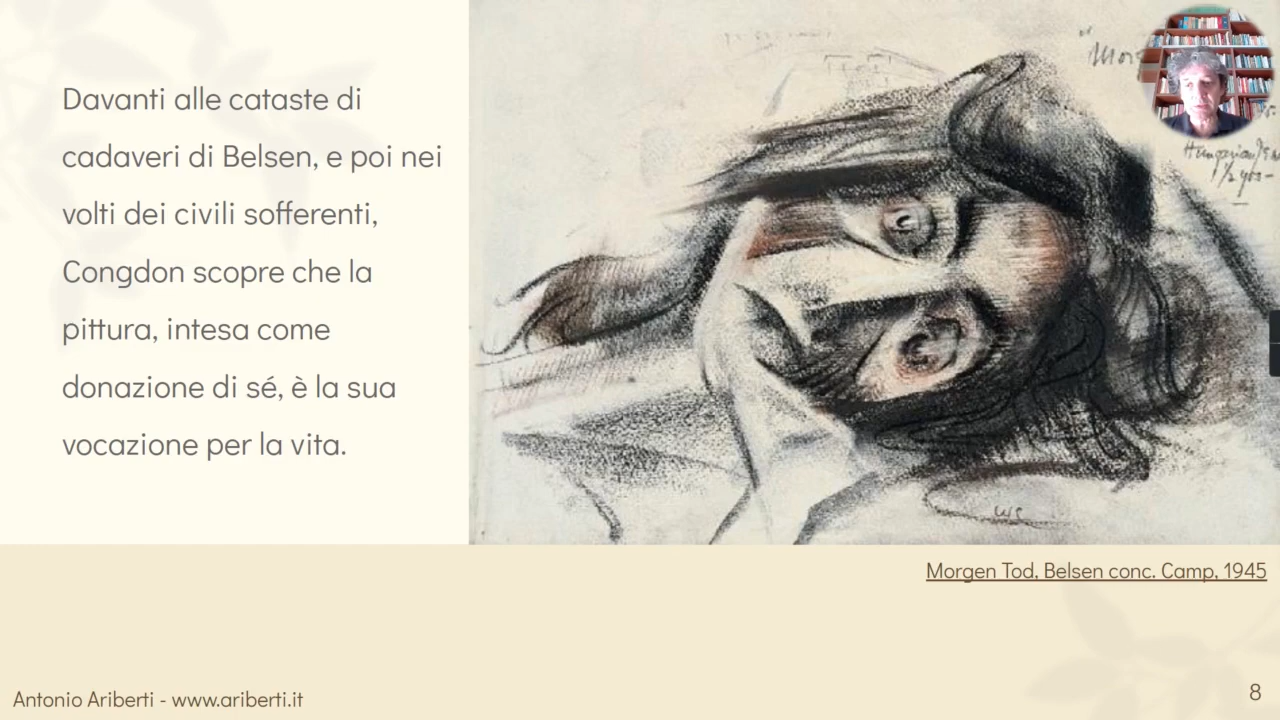 Davanti alle cataste di
cadaveri di Belsen, e poi nei
volti dei civili sofferenti,
Congdon scopre che la
pittura, intesa come
donazione di sé, è la sua
vocazione per la vita.
Hungarian
Morgen Tod, Belsen conc. Camp, 1945
Antonio Ariberti - www.ariberti.it
8